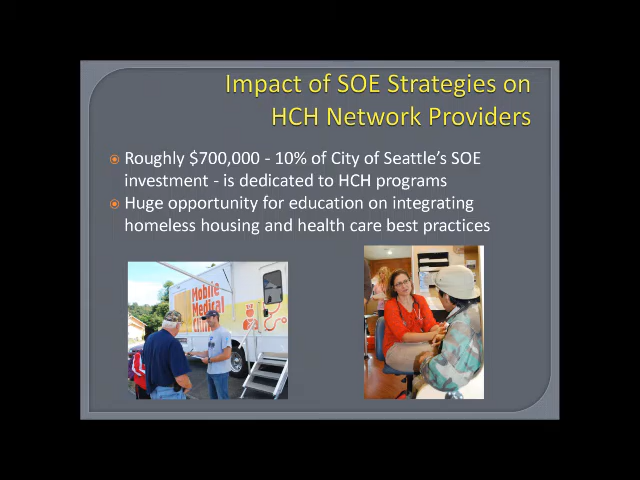 Impact of SOE Strategies on
HCH Network Providers
Roughly $700,000 - 10% of City of Seattle's SOE
investment - is dedicated to HCH programs
Huge opportunity for education on integrating
homeless housing and health care best practices
Mobile
Medical